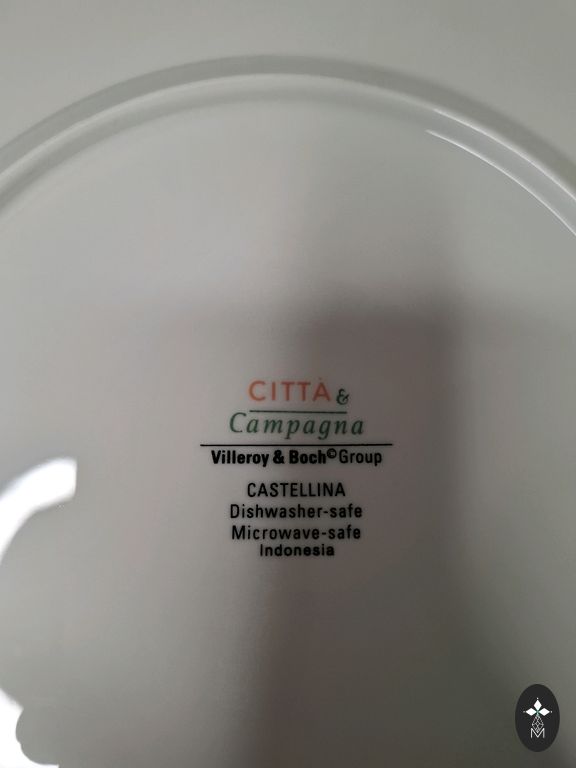 CITTÀ &
Campagna
Villeroy & Boch© Group
CASTELLINA
Dishwasher-safe
Microwave-safe
Indonesia
M